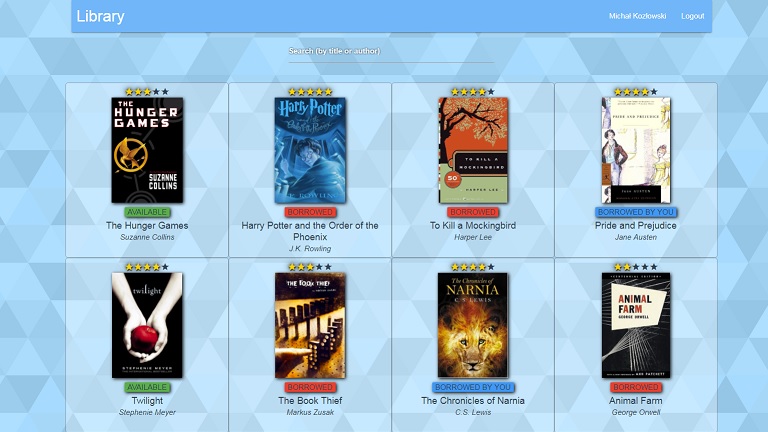 Library
Michał Kozłowski
Logout
Search (by title or author)
THE
HUNGER
GAMES
SUZANNE
COLLINS
AVAILABLE
The Hunger Games
Suzanne Collins
Harry Potter
BORROWED
Harry Potter and the Order of the
Phoenix
J.K. Rowling
TO KILL A
MOCKINGBIRD
50
HARPER LEE
BORROWED
To Kill a Mockingbird
Harper Lee
PRIDE AND PREJUDICE
JANE AUSTEN
BORROWED BY YOU
Pride and Prejudice
Jane Austen
twilight
STEPHENIE MEYER
AVAILABLE
Twilight
Stephenie Meyer
THE BOOK THIEF
BORROWED
The Book Thief
Markus Zusak
The Chronicles of
NARNIA
C.S. LEWIS
BORROWED BY YOU
The Chronicles of Narnia
C.S. Lewis
ANIMAL
FARM
GEORGE ORWELL
BORROWED
Animal Farm
George Orwell